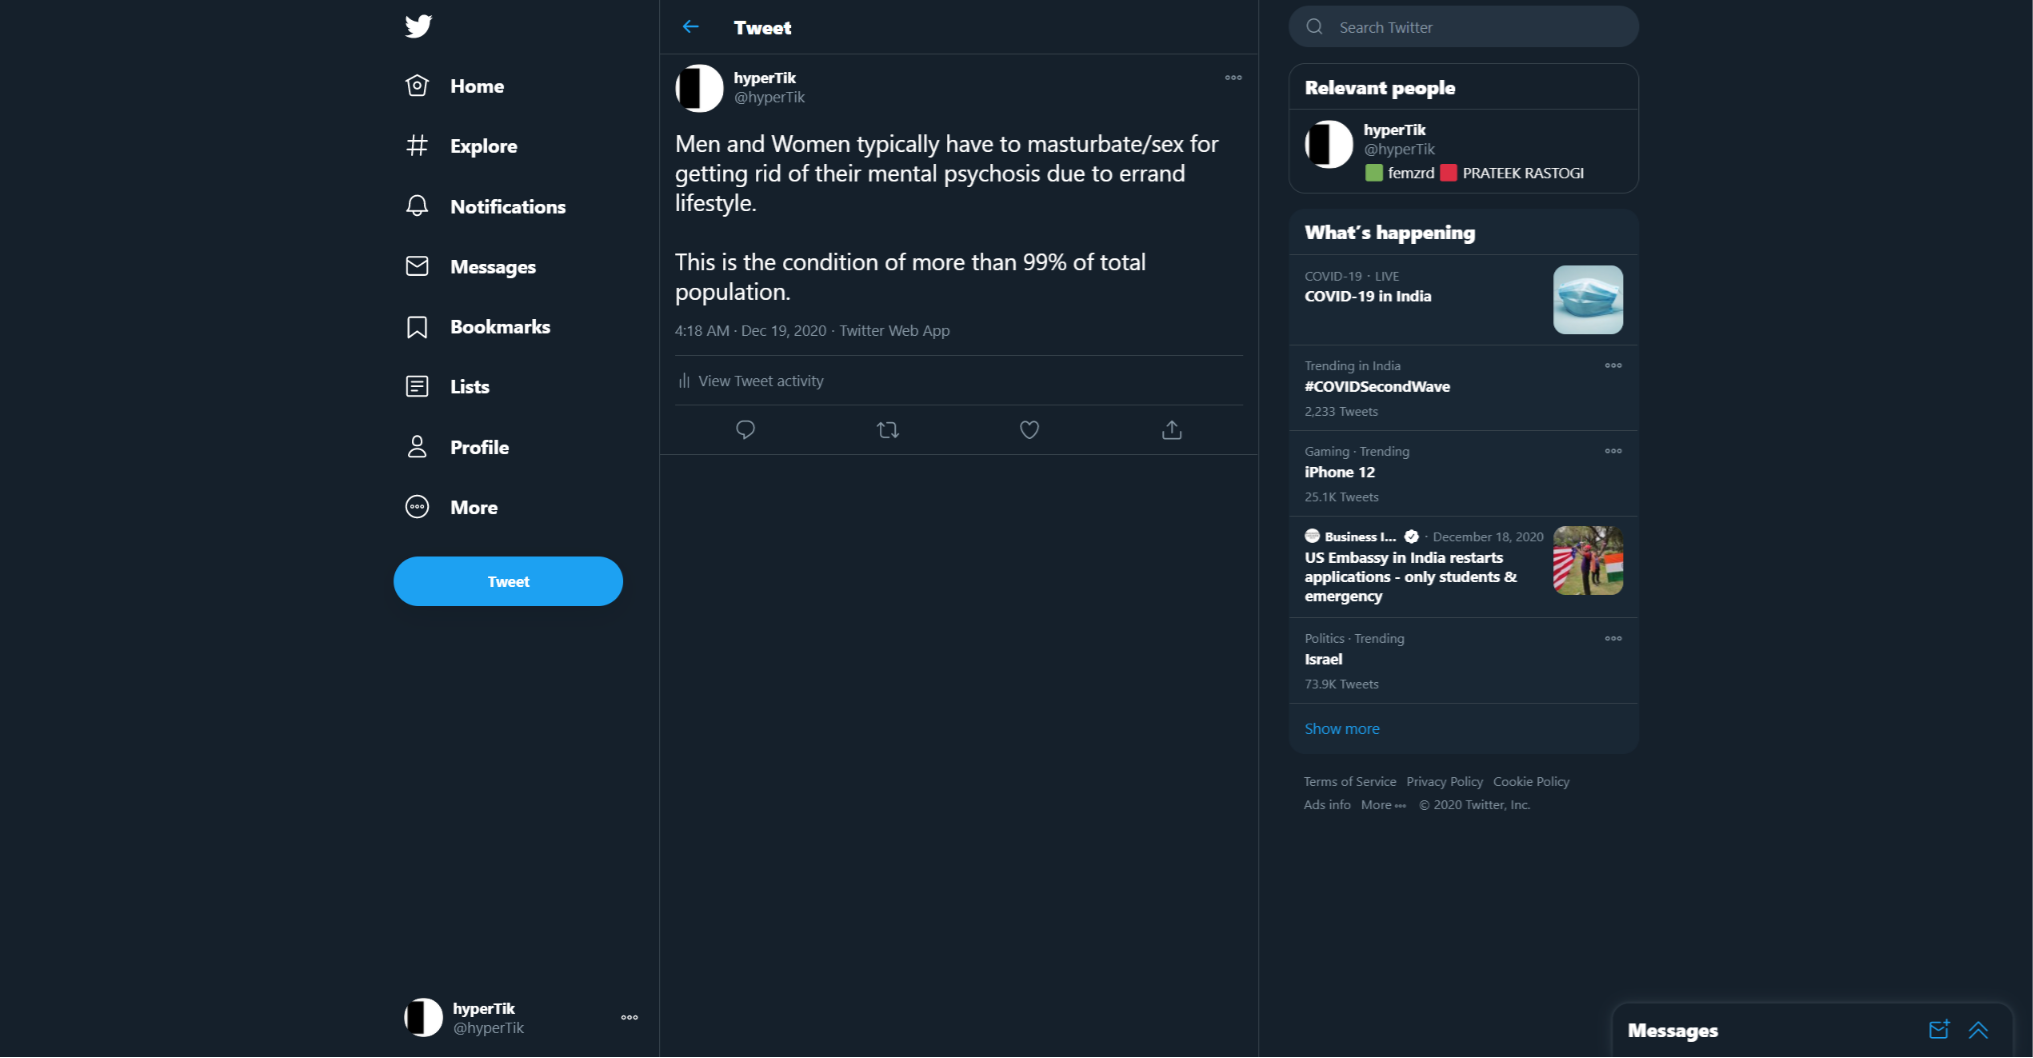 Home
Explore
Notifications
Messages
Bookmarks
Lists
Profile
More
Tweet
hyperTik
@hyperTik
Tweet
hyperTik
@hyperTik
Men and Women typically have to masturbate/sex for
getting rid of their mental psychosis due to errand
lifestyle.
This is the condition of more than 99% of total
population.
4:18 AM · Dec 19, 2020 · Twitter Web App
View Tweet activity
Search Twitter
Relevant people
hyperTik
@hyperTik
femzrd PRATEEK RASTOGI
What's happening
COVID-19 · LIVE
COVID-19 in India
Trending in India
#COVIDSecondWave
2,233 Tweets
Gaming · Trending
iPhone 12
25.1K Tweets
Business I... · December 18, 2020
US Embassy in India restarts
applications - only students &
emergency
Politics · Trending
Israel
73.9K Tweets
Show more
Terms of Service Privacy Policy Cookie Policy
Ads info More ··· © 2020 Twitter, Inc.
Messages